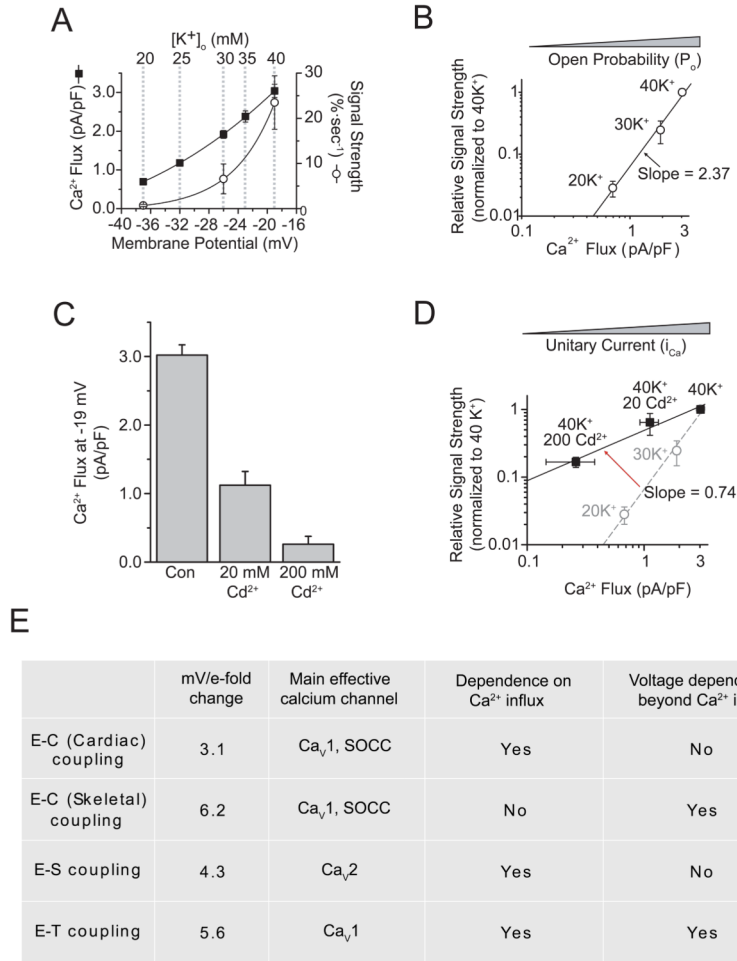 A
[K⁺]ₒ (mM)
20 25 30 35 40
Ca²⁺ Flux (pA/pF)
3.0
2.0
1.0
0.0
30
20
10
0
Signal Strength
(%·sec⁻¹)
-40 -36 -32 -28 -24 -20 -16
Membrane Potential (mV)
B
Open Probability (Pₒ)
Relative Signal Strength
(normalized to 40K⁺)
1
0.1
0.01
40K⁺
30K⁺
20K⁺
Slope = 2.37
0.1 1 3
Ca²⁺ Flux (pA/pF)
C
Ca²⁺ Flux at -19 mV
(pA/pF)
3.0
2.0
1.0
0.0
Con
20 mM
Cd²⁺
200 mM
Cd²⁺
D
Unitary Current (i_Ca)
Relative Signal Strength
(normalized to 40 K⁺)
1
0.1
0.01
40K⁺
200 Cd²⁺
40K⁺
20 Cd²⁺
40K⁺
30K⁺
20K⁺
Slope = 0.74
0.1 1 3
Ca²⁺ Flux (pA/pF)
E
mV/e-fold
change
Main effective
calcium channel
Dependence on
Ca²⁺ influx
Voltage depend
beyond Ca²⁺ i
E-C (Cardiac)
coupling
3.1
Caᵥ1, SOCC
Yes
No
E-C (Skeletal)
coupling
6.2
Caᵥ1, SOCC
No
Yes
E-S coupling
4.3
Caᵥ2
Yes
No
E-T coupling
5.6
Caᵥ1
Yes
Yes